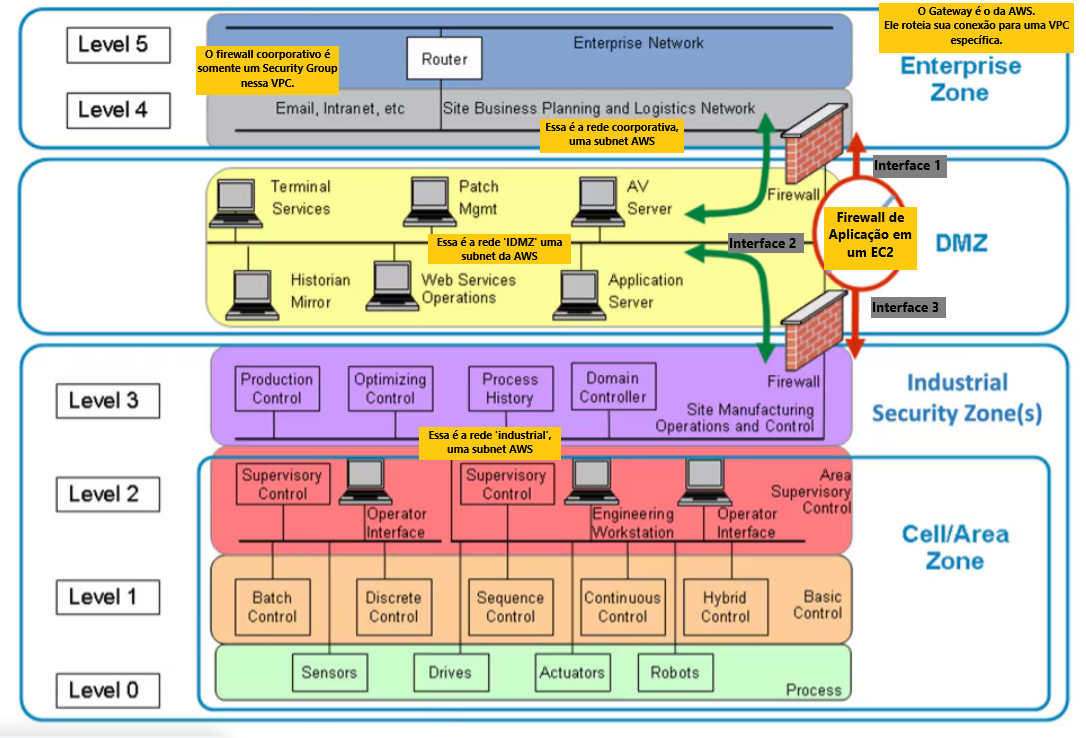 O Gateway é o da AWS.
Ele roteia sua conexão para uma VPC
específica.
Level 5
O firewall coorporativo é
somente um Security Group
nessa VPC.
Router
Enterprise Network
Enterprise
Zone
Level 4
Email, Intranet, etc
Site Business Planning and Logistics Network
Essa é a rede coorporativa,
uma subnet AWS
Interface 1
Terminal
Services
Patch
Mgmt
AV
Server
Firewall
Firewall de
Aplicação em
um EC2
DMZ
Essa é a rede 'IDMZ' uma
subnet da AWS
Interface 2
Historian
Mirror
Web Services
Operations
Application
Server
Interface 3
Level 3
Production
Control
Optimizing
Control
Process
History
Domain
Controller
Firewall
Site Manufacturing
Operations and Control
Industrial
Security Zone(s)
Essa é a rede 'industrial',
uma subnet AWS
Level 2
Supervisory
Control
Operator
Interface
Supervisory
Control
Engineering
Workstation
Operator
Interface
Area
Supervisory
Control
Cell/Area
Zone
Level 1
Batch
Control
Discrete
Control
Sequence
Control
Continuous
Control
Hybrid
Control
Basic
Control
Level 0
Sensors
Drives
Actuators
Robots
Process